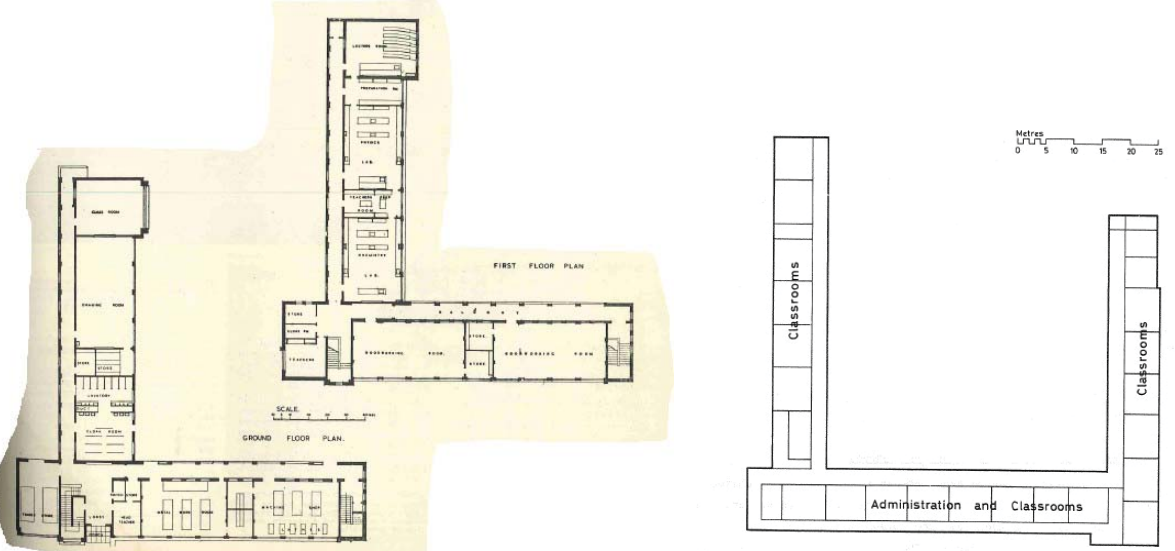 LECTURE ROOM
PREPARATION RM.
PHYSICS
LAB.
TEACHERS PREP
ROOM
CHEMISTRY
LAB.
FIRST FLOOR PLAN
STORE
TEACHERS
WOODWORKING ROOM.
STORE
STORE
WOODWORKING ROOM
SCALE.
GROUND FLOOR PLAN.
DRAWING ROOM
STORE
STORE
LAVATORY
CLOAK ROOM
HEAD
TEACHER
METAL WORK ROOM
MACHINE SHOP
Metres
0 5 10 15 20 25
Classrooms
Classrooms
Administration and Classrooms